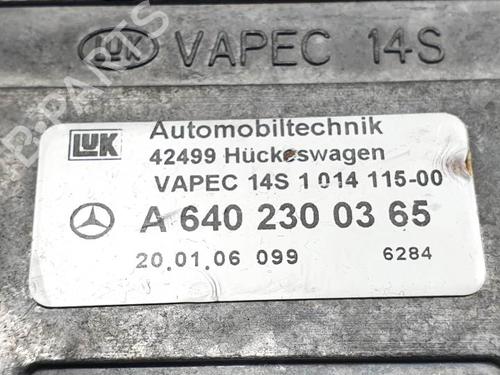 LUK VAPEC 14S
LUK Automobiltechnik
42499 Hückeswagen
VAPEC 14S 1 014 115-00
A 640 230 03 65
20.01.06 099 6284
B-PARTS